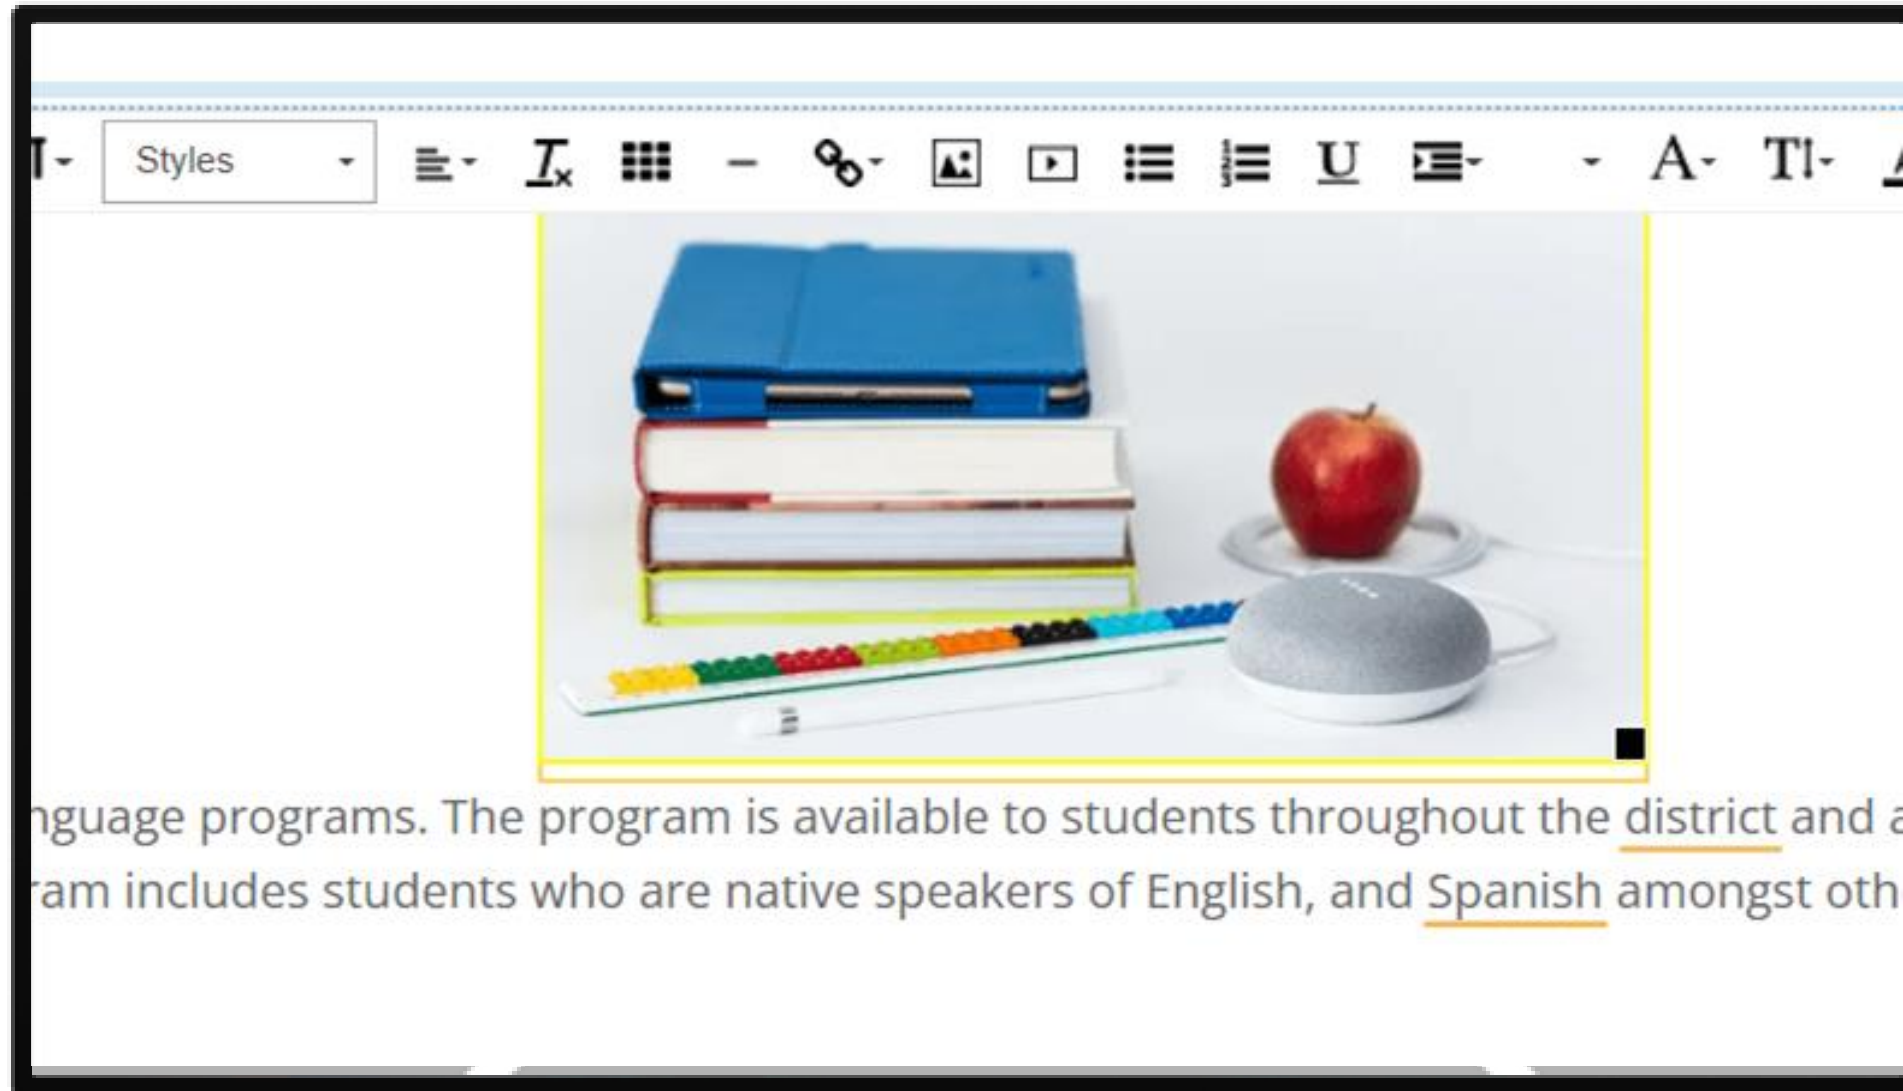 Styles
nguage programs. The program is available to students throughout the district and a
ram includes students who are native speakers of English, and Spanish amongst oth